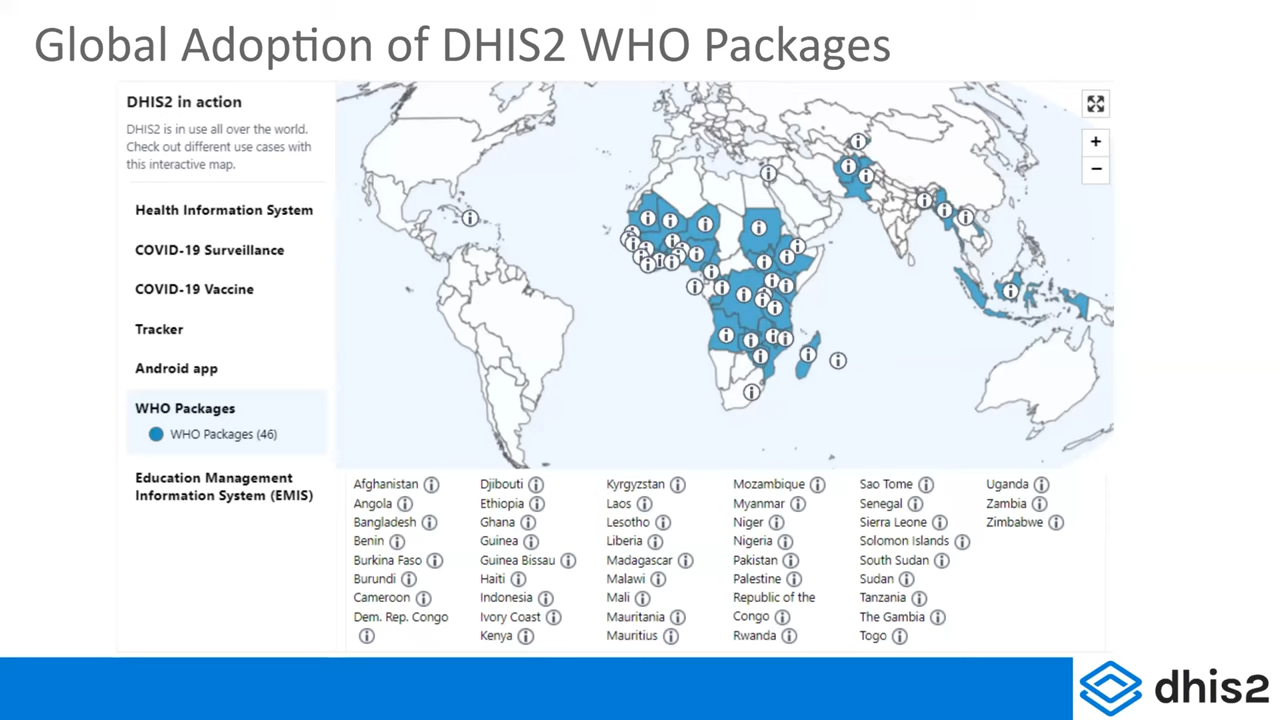 Global Adoption of DHIS2 WHO Packages
DHIS2 in action
DHIS2 is in use all over the world.
Check out different use cases with
this interactive map.
Health Information System
COVID-19 Surveillance
COVID-19 Vaccine
Tracker
Android app
WHO Packages
WHO Packages (46)
Education Management
Information System (EMIS)
+
−
Afghanistan
Angola
Bangladesh
Benin
Burkina Faso
Burundi
Cameroon
Dem. Rep. Congo
Djibouti
Ethiopia
Ghana
Guinea
Guinea Bissau
Haiti
Indonesia
Ivory Coast
Kenya
Kyrgyzstan
Laos
Lesotho
Liberia
Madagascar
Malawi
Mali
Mauritania
Mauritius
Mozambique
Myanmar
Niger
Nigeria
Pakistan
Palestine
Republic of the
Congo
Rwanda
Sao Tome
Senegal
Sierra Leone
Solomon Islands
South Sudan
Sudan
Tanzania
The Gambia
Togo
Uganda
Zambia
Zimbabwe
dhis2